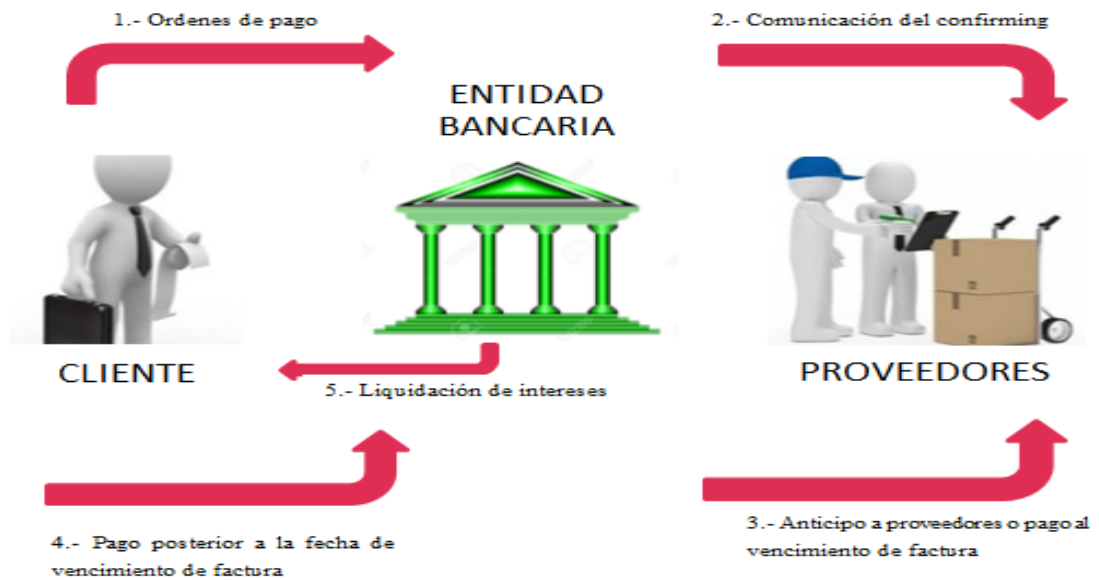 1.- Ordenes de pago
2.- Comunicación del confirming
ENTIDAD
BANCARIA
CLIENTE
PROVEEDORES
5.- Liquidación de intereses
4.- Pago posterior a la fecha de
vencimiento de factura
3.- Anticipo a proveedores o pago al
vencimiento de factura